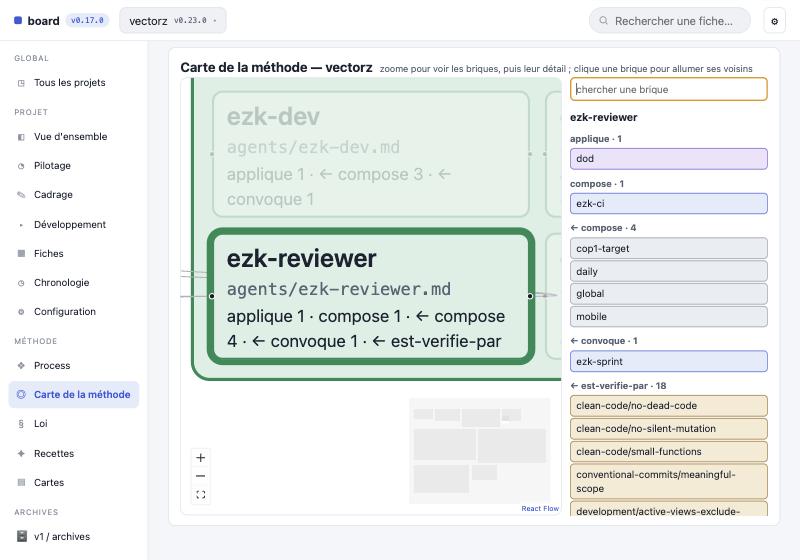 board v0.17.0
vectorz v0.23.0
Rechercher une fiche…
GLOBAL
Tous les projets
PROJET
Vue d'ensemble
Pilotage
Cadrage
Développement
Fiches
Chronologie
Configuration
MÉTHODE
Process
Carte de la méthode
Loi
Recettes
Cartes
ARCHIVES
v1 / archives
Carte de la méthode — vectorz zoome pour voir les briques, puis leur détail ; clique une brique pour allumer ses voisins
ezk-dev
agents/ezk-dev.md
applique 1 · ← compose 3 · ←
convoque 1
ezk-reviewer
agents/ezk-reviewer.md
applique 1 · compose 1 · ← compose
4 · ← convoque 1 · ← est-verifie-par
React Flow
chercher une brique
ezk-reviewer
applique · 1
dod
compose · 1
ezk-ci
← compose · 4
cop1-target
daily
global
mobile
← convoque · 1
ezk-sprint
← est-verifie-par · 18
clean-code/no-dead-code
clean-code/no-silent-mutation
clean-code/small-functions
conventional-commits/meaningful-
scope
development/active-views-exclude-